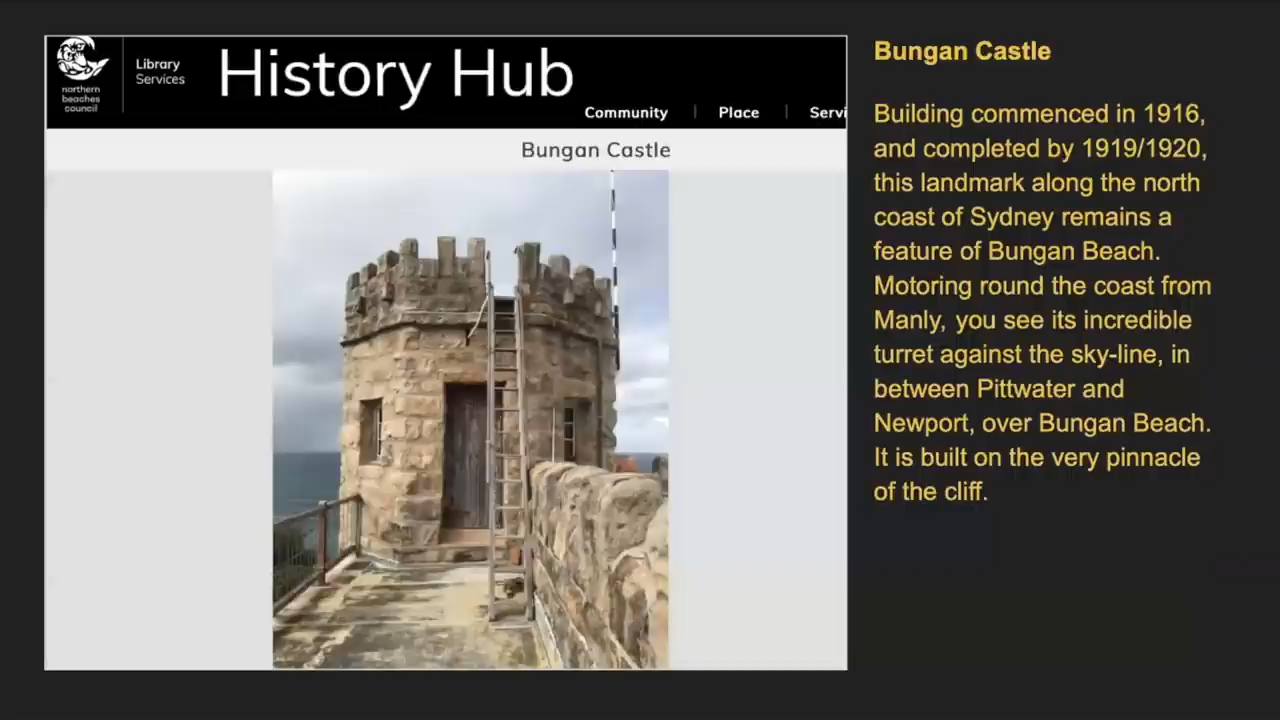 northern
beaches
council
Library
Services
History Hub
Community | Place | Servi
Bungan Castle
Bungan Castle
Building commenced in 1916,
and completed by 1919/1920,
this landmark along the north
coast of Sydney remains a
feature of Bungan Beach.
Motoring round the coast from
Manly, you see its incredible
turret against the sky-line, in
between Pittwater and
Newport, over Bungan Beach.
It is built on the very pinnacle
of the cliff.